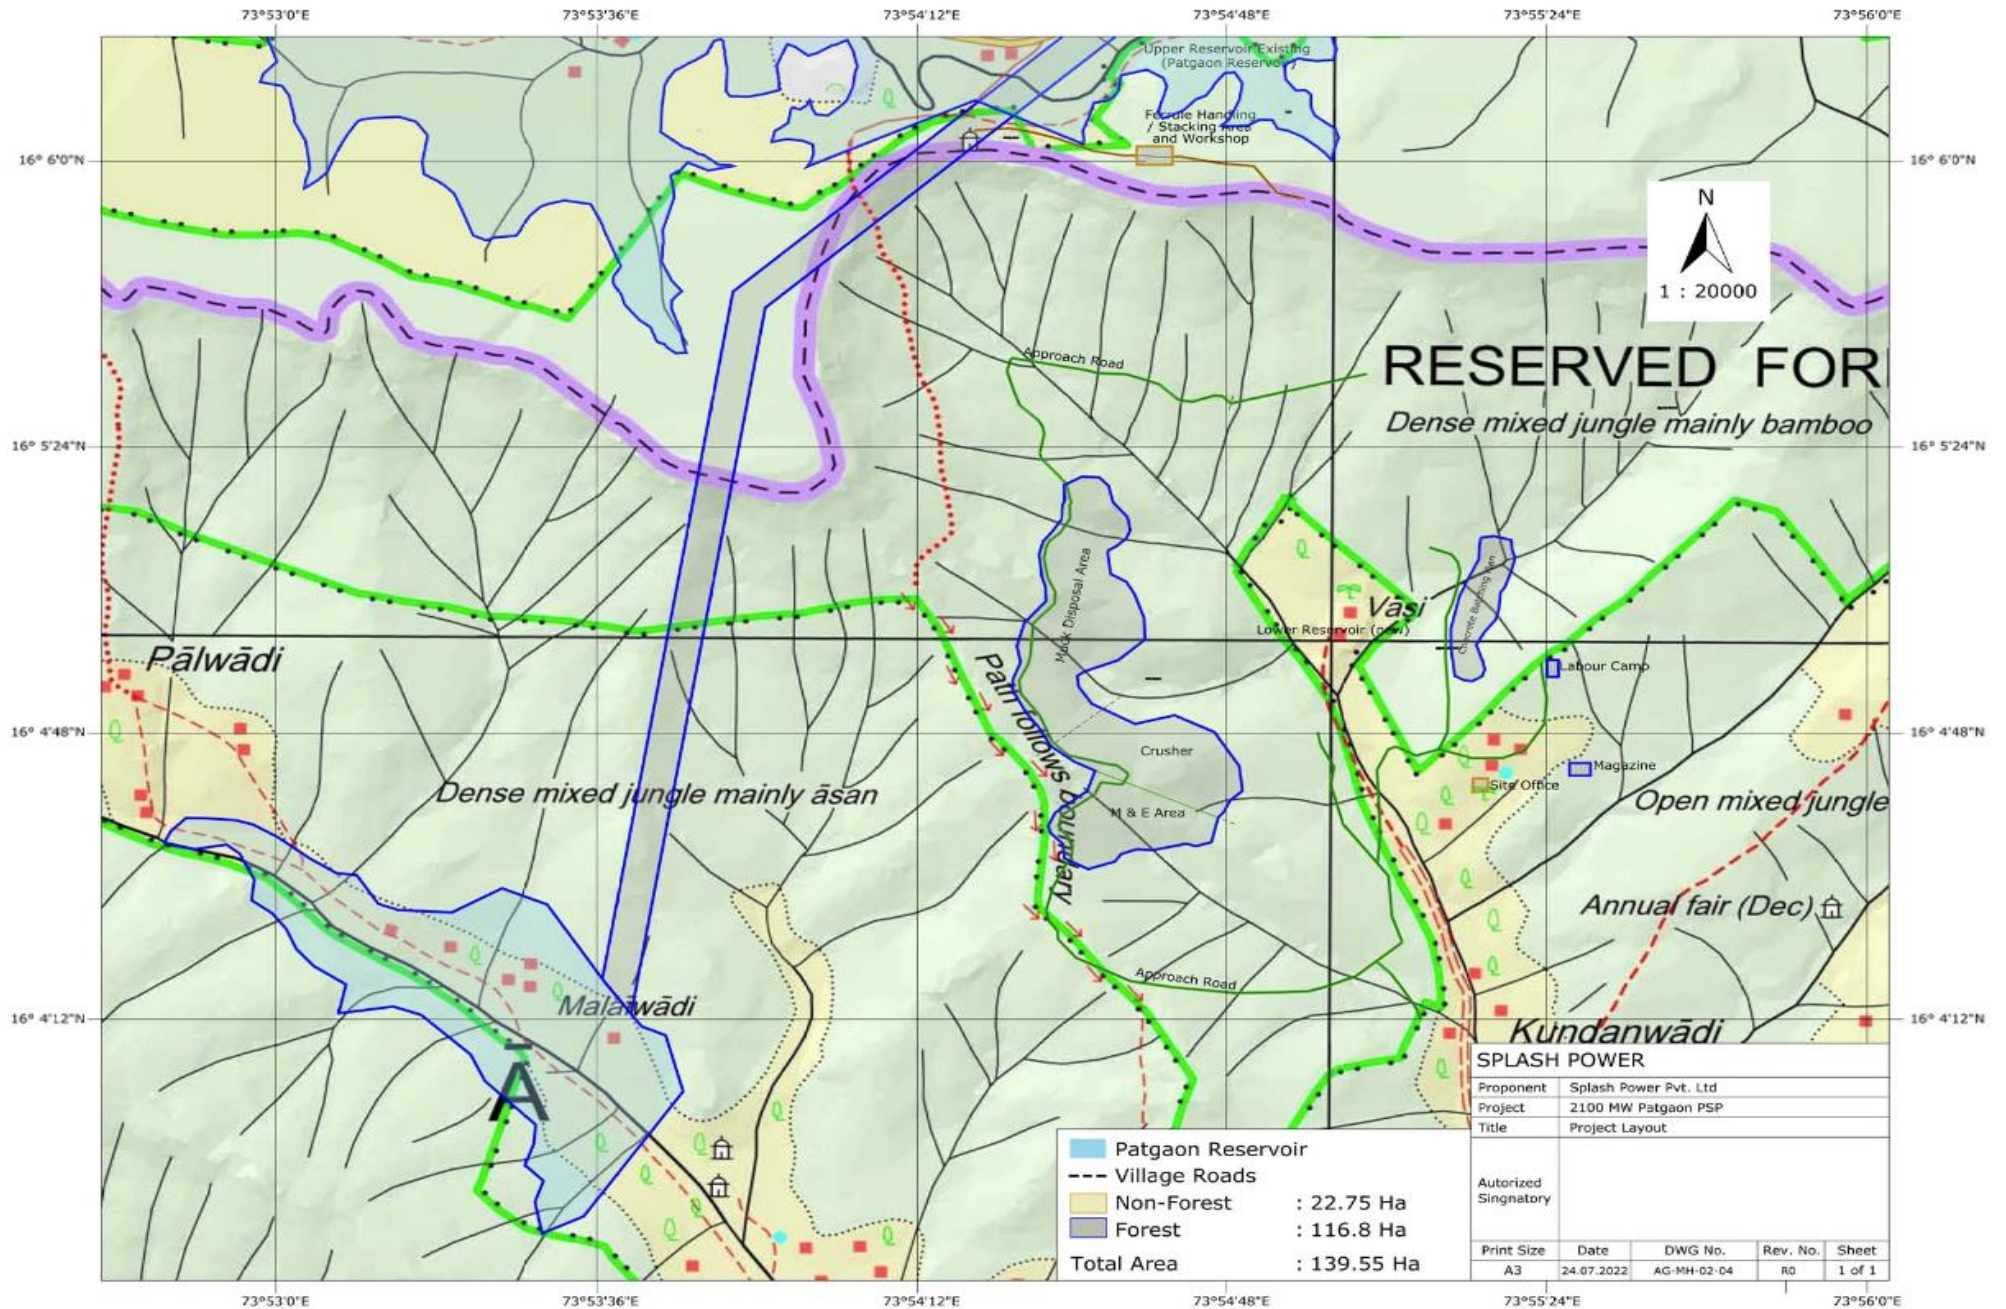 73°53'0"E
73°53'36"E
73°54'12"E
73°54'48"E
73°55'24"E
73°56'0"E
Upper Reservoir Existing
(Patgaon Reservoir)
Ferrule Handling
/ Stacking Area
and Workshop
16° 6'0"N
16° 6'0"N
N
1 : 20000
Approach Road
RESERVED FOR
Dense mixed jungle mainly bamboo
16° 5'24"N
16° 5'24"N
Muck Disposal Area
Concrete Batching
Vāsi
Lower Reservoir (new)
Pālwādi
Labour Camp
Path follows boundary
16° 4'48"N
16° 4'48"N
Crusher
Magazine
Site Office
Dense mixed jungle mainly āsan
M & E Area
Open mixed jungle
Annual fair (Dec)
Approach Road
Malaiwādi
16° 4'12"N
16° 4'12"N
Kundanwādi
Ā
SPLASH POWER
Proponent Splash Power Pvt. Ltd
Project 2100 MW Patgaon PSP
Title Project Layout
Autorized
Singnatory
Print Size Date DWG No. Rev. No. Sheet
A3 24.07.2022 AG-MH-02-04 R0 1 of 1
Patgaon Reservoir
Village Roads
Non-Forest : 22.75 Ha
Forest : 116.8 Ha
Total Area : 139.55 Ha
73°53'0"E
73°53'36"E
73°54'12"E
73°54'48"E
73°55'24"E
73°56'0"E